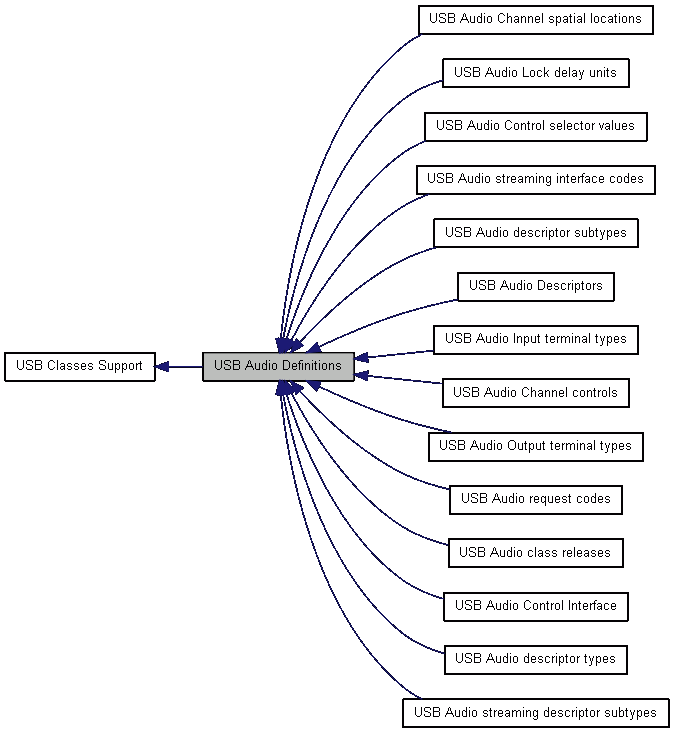 USB Audio Channel spatial locations
USB Audio Lock delay units
USB Audio Control selector values
USB Audio streaming interface codes
USB Audio descriptor subtypes
USB Audio Descriptors
USB Audio Input terminal types
USB Classes Support
USB Audio Definitions
USB Audio Channel controls
USB Audio Output terminal types
USB Audio request codes
USB Audio class releases
USB Audio Control Interface
USB Audio descriptor types
USB Audio streaming descriptor subtypes